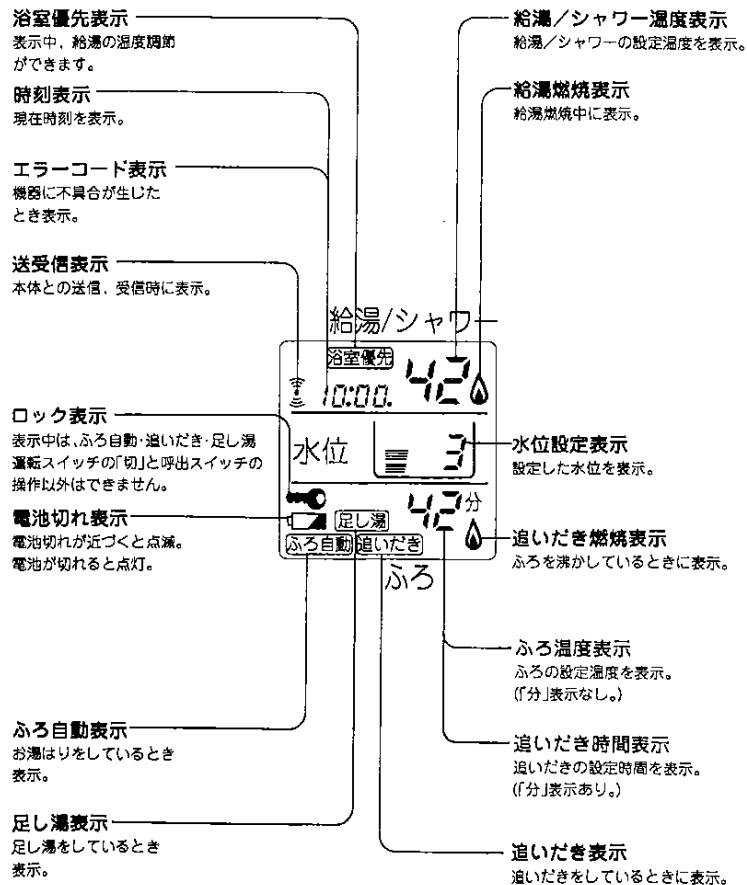 浴室優先表示
表示中、給湯の温度調節
ができます。
時刻表示
現在時刻を表示。
エラーコード表示
機器に不具合が生じた
とき表示。
送受信表示
本体との送信、受信時に表示。
ロック表示
表示中は、ふろ自動・追いだき・足し湯
運転スイッチの「切」と呼出スイッチの
操作以外はできません。
電池切れ表示
電池切れが近づくと点滅。
電池が切れると点灯。
ふろ自動表示
お湯はりをしているとき
表示。
足し湯表示
足し湯をしているとき
表示。
給湯/シャワー
浴室優先
42
10:00.
水位
3
42分
足し湯
ふろ自動 追いだき
ふろ
給湯／シャワー温度表示
給湯／シャワーの設定温度を表示。
給湯燃焼表示
給湯燃焼中に表示。
水位設定表示
設定した水位を表示。
追いだき燃焼表示
ふろを沸かしているときに表示。
ふろ温度表示
ふろの設定温度を表示。
(「分」表示なし。)
追いだき時間表示
追いだきの設定時間を表示。
(「分」表示あり。)
追いだき表示
追いだきをしているときに表示。